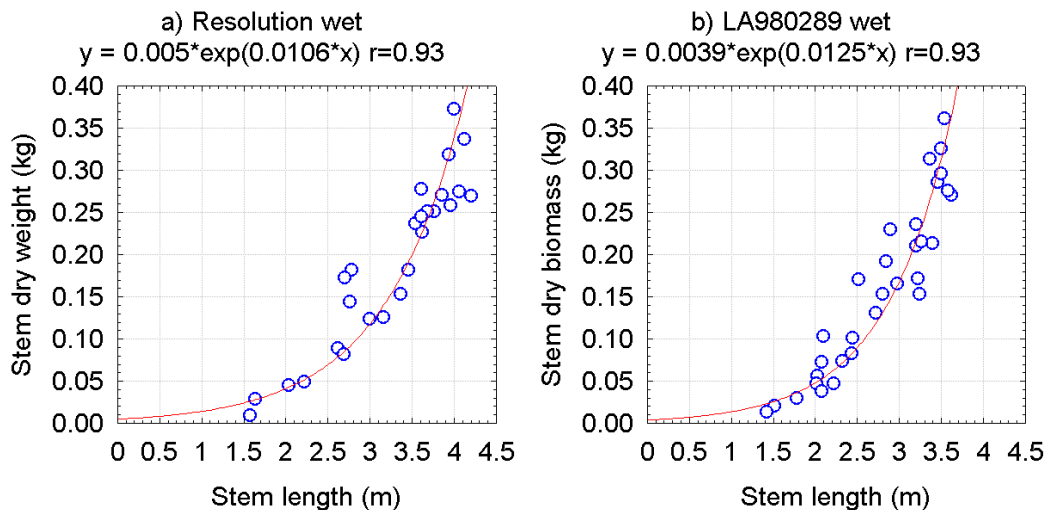 a) Resolution wet
y = 0.005*exp(0.0106*x) r=0.93
Stem dry weight (kg)
0.40
0.35
0.30
0.25
0.20
0.15
0.10
0.05
0.00
0 0.5 1 1.5 2 2.5 3 3.5 4 4.5
Stem length (m)
b) LA980289 wet
y = 0.0039*exp(0.0125*x) r=0.93
Stem dry biomass (kg)
0.40
0.35
0.30
0.25
0.20
0.15
0.10
0.05
0.00
0 0.5 1 1.5 2 2.5 3 3.5 4 4.5
Stem length (m)